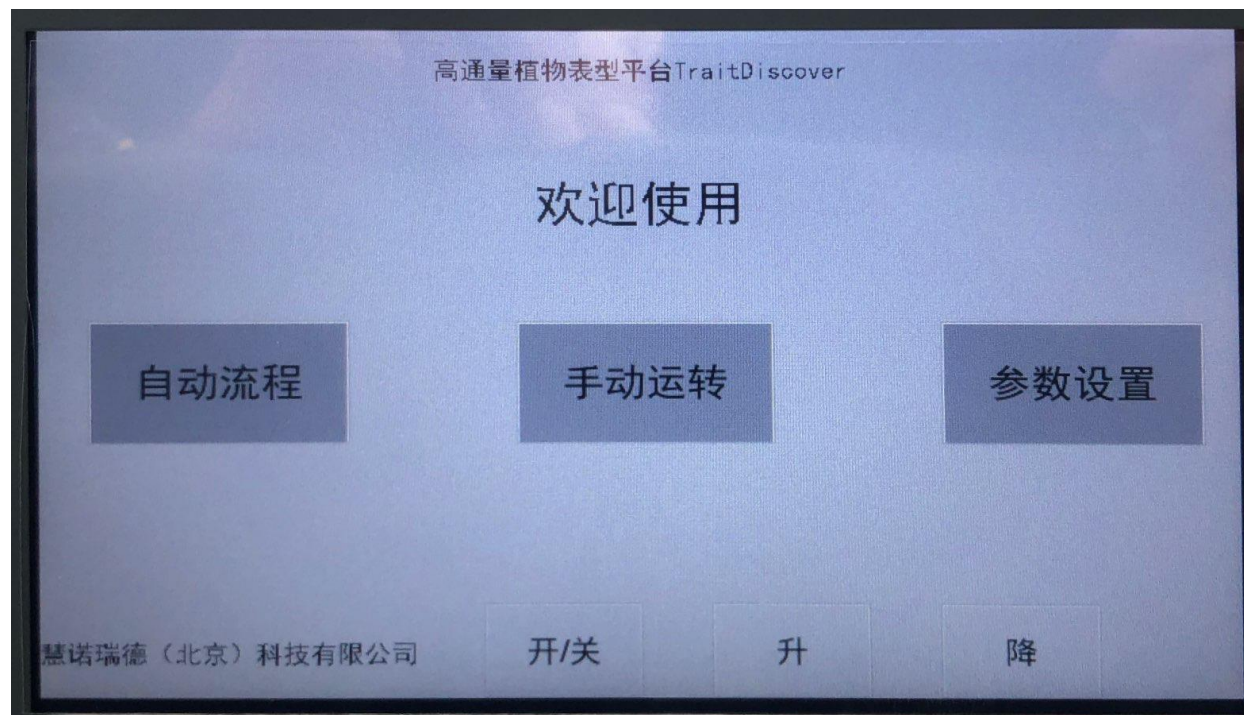 高通量植物表型平台TraitDiscover
欢迎使用
自动流程
手动运转
参数设置
慧诺瑞德（北京）科技有限公司
开/关
升
降